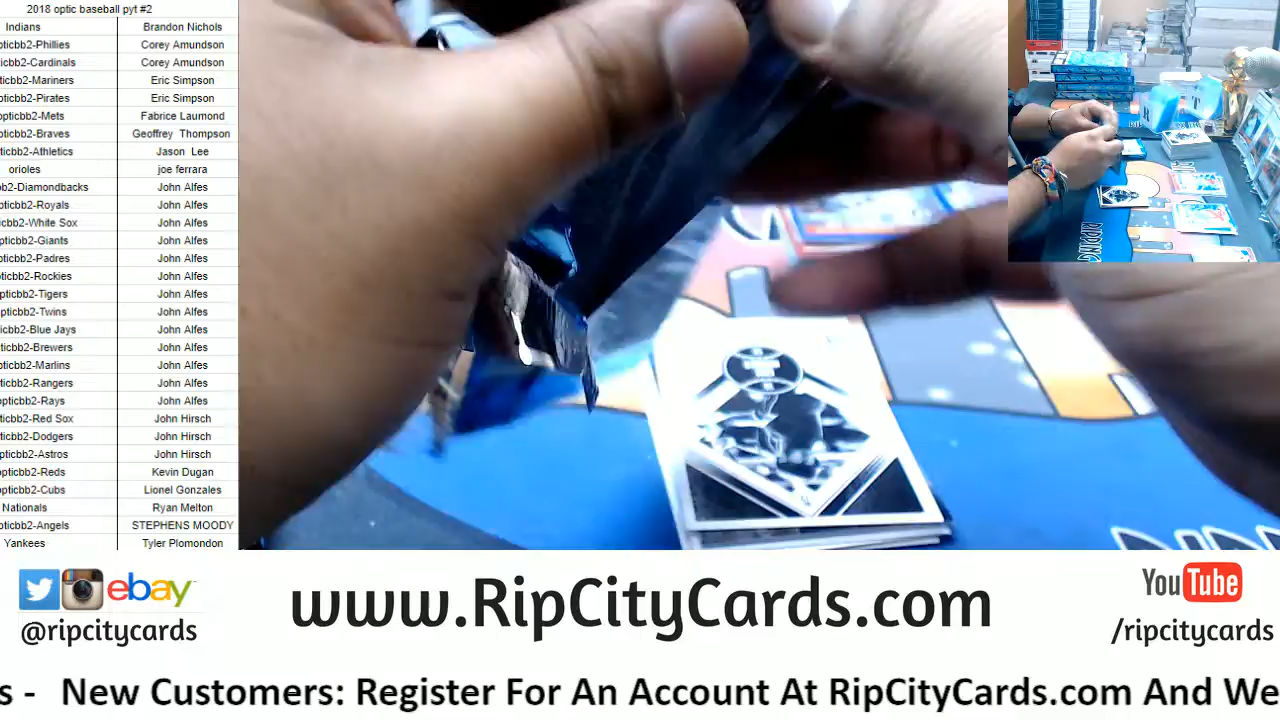 2018 optic baseball pyt #2
Indians Brandon Nichols
pticbb2-Phillies Corey Amundson
pticbb2-Cardinals Corey Amundson
ticbb2-Mariners Eric Simpson
pticbb2-Pirates Eric Simpson
opticbb2-Mets Fabrice Laumond
pticbb2-Braves Geoffrey Thompson
ticbb2-Athletics Jason Lee
orioles joe ferrara
bb2-Diamondbacks John Alfes
pticbb2-Royals John Alfes
icbb2-White Sox John Alfes
pticbb2-Giants John Alfes
pticbb2-Padres John Alfes
ticbb2-Rockies John Alfes
pticbb2-Tigers John Alfes
pticbb2-Twins John Alfes
icbb2-Blue Jays John Alfes
ticbb2-Brewers John Alfes
pticbb2-Marlins John Alfes
ticbb2-Rangers John Alfes
opticbb2-Rays John Alfes
ticbb2-Red Sox John Hirsch
ticbb2-Dodgers John Hirsch
pticbb2-Astros John Hirsch
opticbb2-Reds Kevin Dugan
opticbb2-Cubs Lionel Gonzales
Nationals Ryan Melton
pticbb2-Angels STEPHENS MOODY
Yankees Tyler Plomondon
ebay
@ripcitycards
www.RipCityCards.com
YouTube
/ripcitycards
s - New Customers: Register For An Account At RipCityCards.com And We